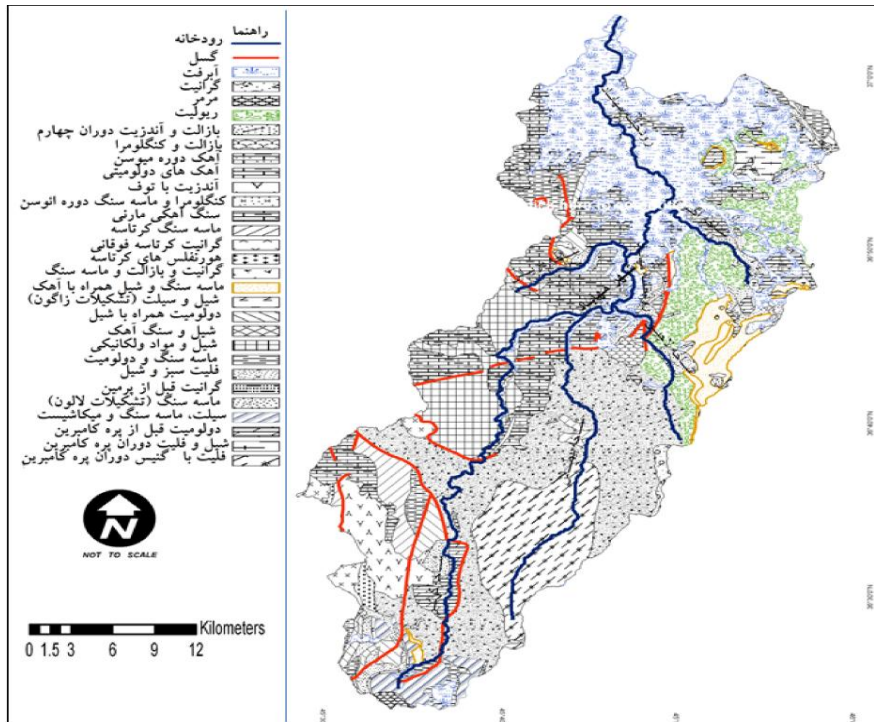 راهنما
رودخانه
گسل
آبرفت
گرانیت
مرمر
ریولیت
بازالت و آندزیت دوران چهارم
بازالت و کنگلومرا
آهک دوره میوسن
آهک های دولومیتی
آندزیت با توف
کنگلومرا و ماسه سنگ دوره ائوسن
سنگ آهکی مارنی
ماسه سنگ کرتاسه
گرانیت کرتاسه فوقانی
هورنفلس های کرتاسه
گرانیت و بازالت و ماسه سنگ
ماسه سنگ و شیل همراه با آهک
شیل و سیلت (تشکیلات زاگون)
دولومیت همراه با شیل
شیل و سنگ آهک
شیل و مواد ولکانیکی
ماسه سنگ و دولومیت
فلیت سبز و شیل
گرانیت قبل از پرمین
ماسه سنگ (تشکیلات لالون)
سیلت، ماسه سنگ و میکاشیست
دولومیت قبل از پره کامبرین
شیل و فلیت دوران پره کامبرین
فلیت با گنیس دوران پره کامبرین
N
NOT TO SCALE
Kilometers
0 1.5 3 6 9 12